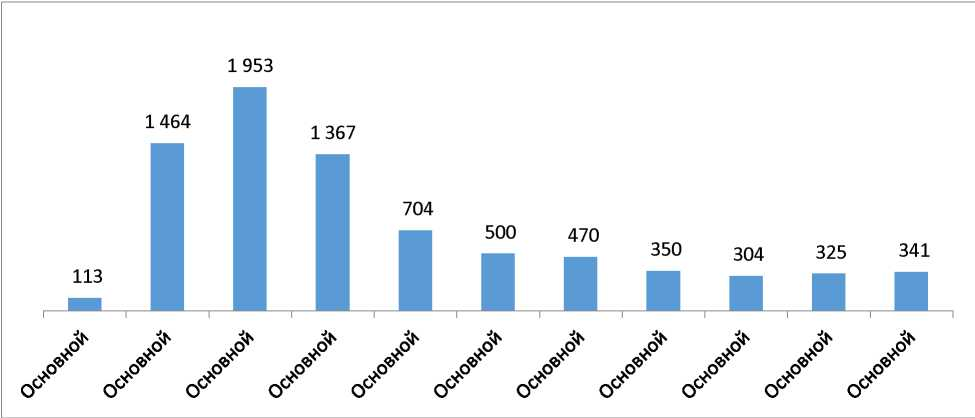 113
1 464
1 953
1 367
704
500
470
350
304
325
341
Основной
Основной
Основной
Основной
Основной
Основной
Основной
Основной
Основной
Основной
Основной